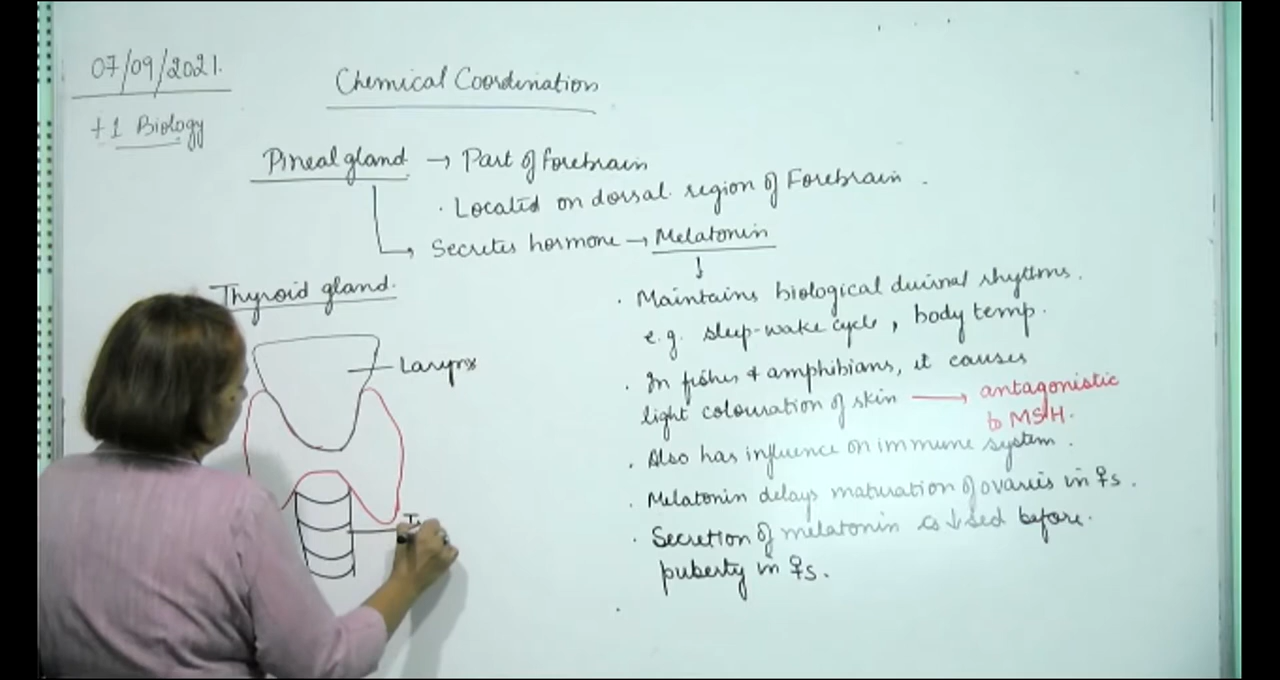 07/09/2021.
+1 Biology
Chemical Coordination
Pineal gland → Part of forebrain
· Located on dorsal region of Forebrain.
→ Secretes hormone → Melatonin
↓
· Maintains biological duirnal rhythms.
e.g. sleep-wake cycle, body temp.
· In fishes & amphibians, it causes
light colouration of skin → antagonistic
to MSH.
· Also has influence on immune system.
· Melatonin delays maturation of ovaries in ♀s.
· Secretion of melatonin is ↓sed before
puberty in ♀s.
Thyroid gland.
Larynx